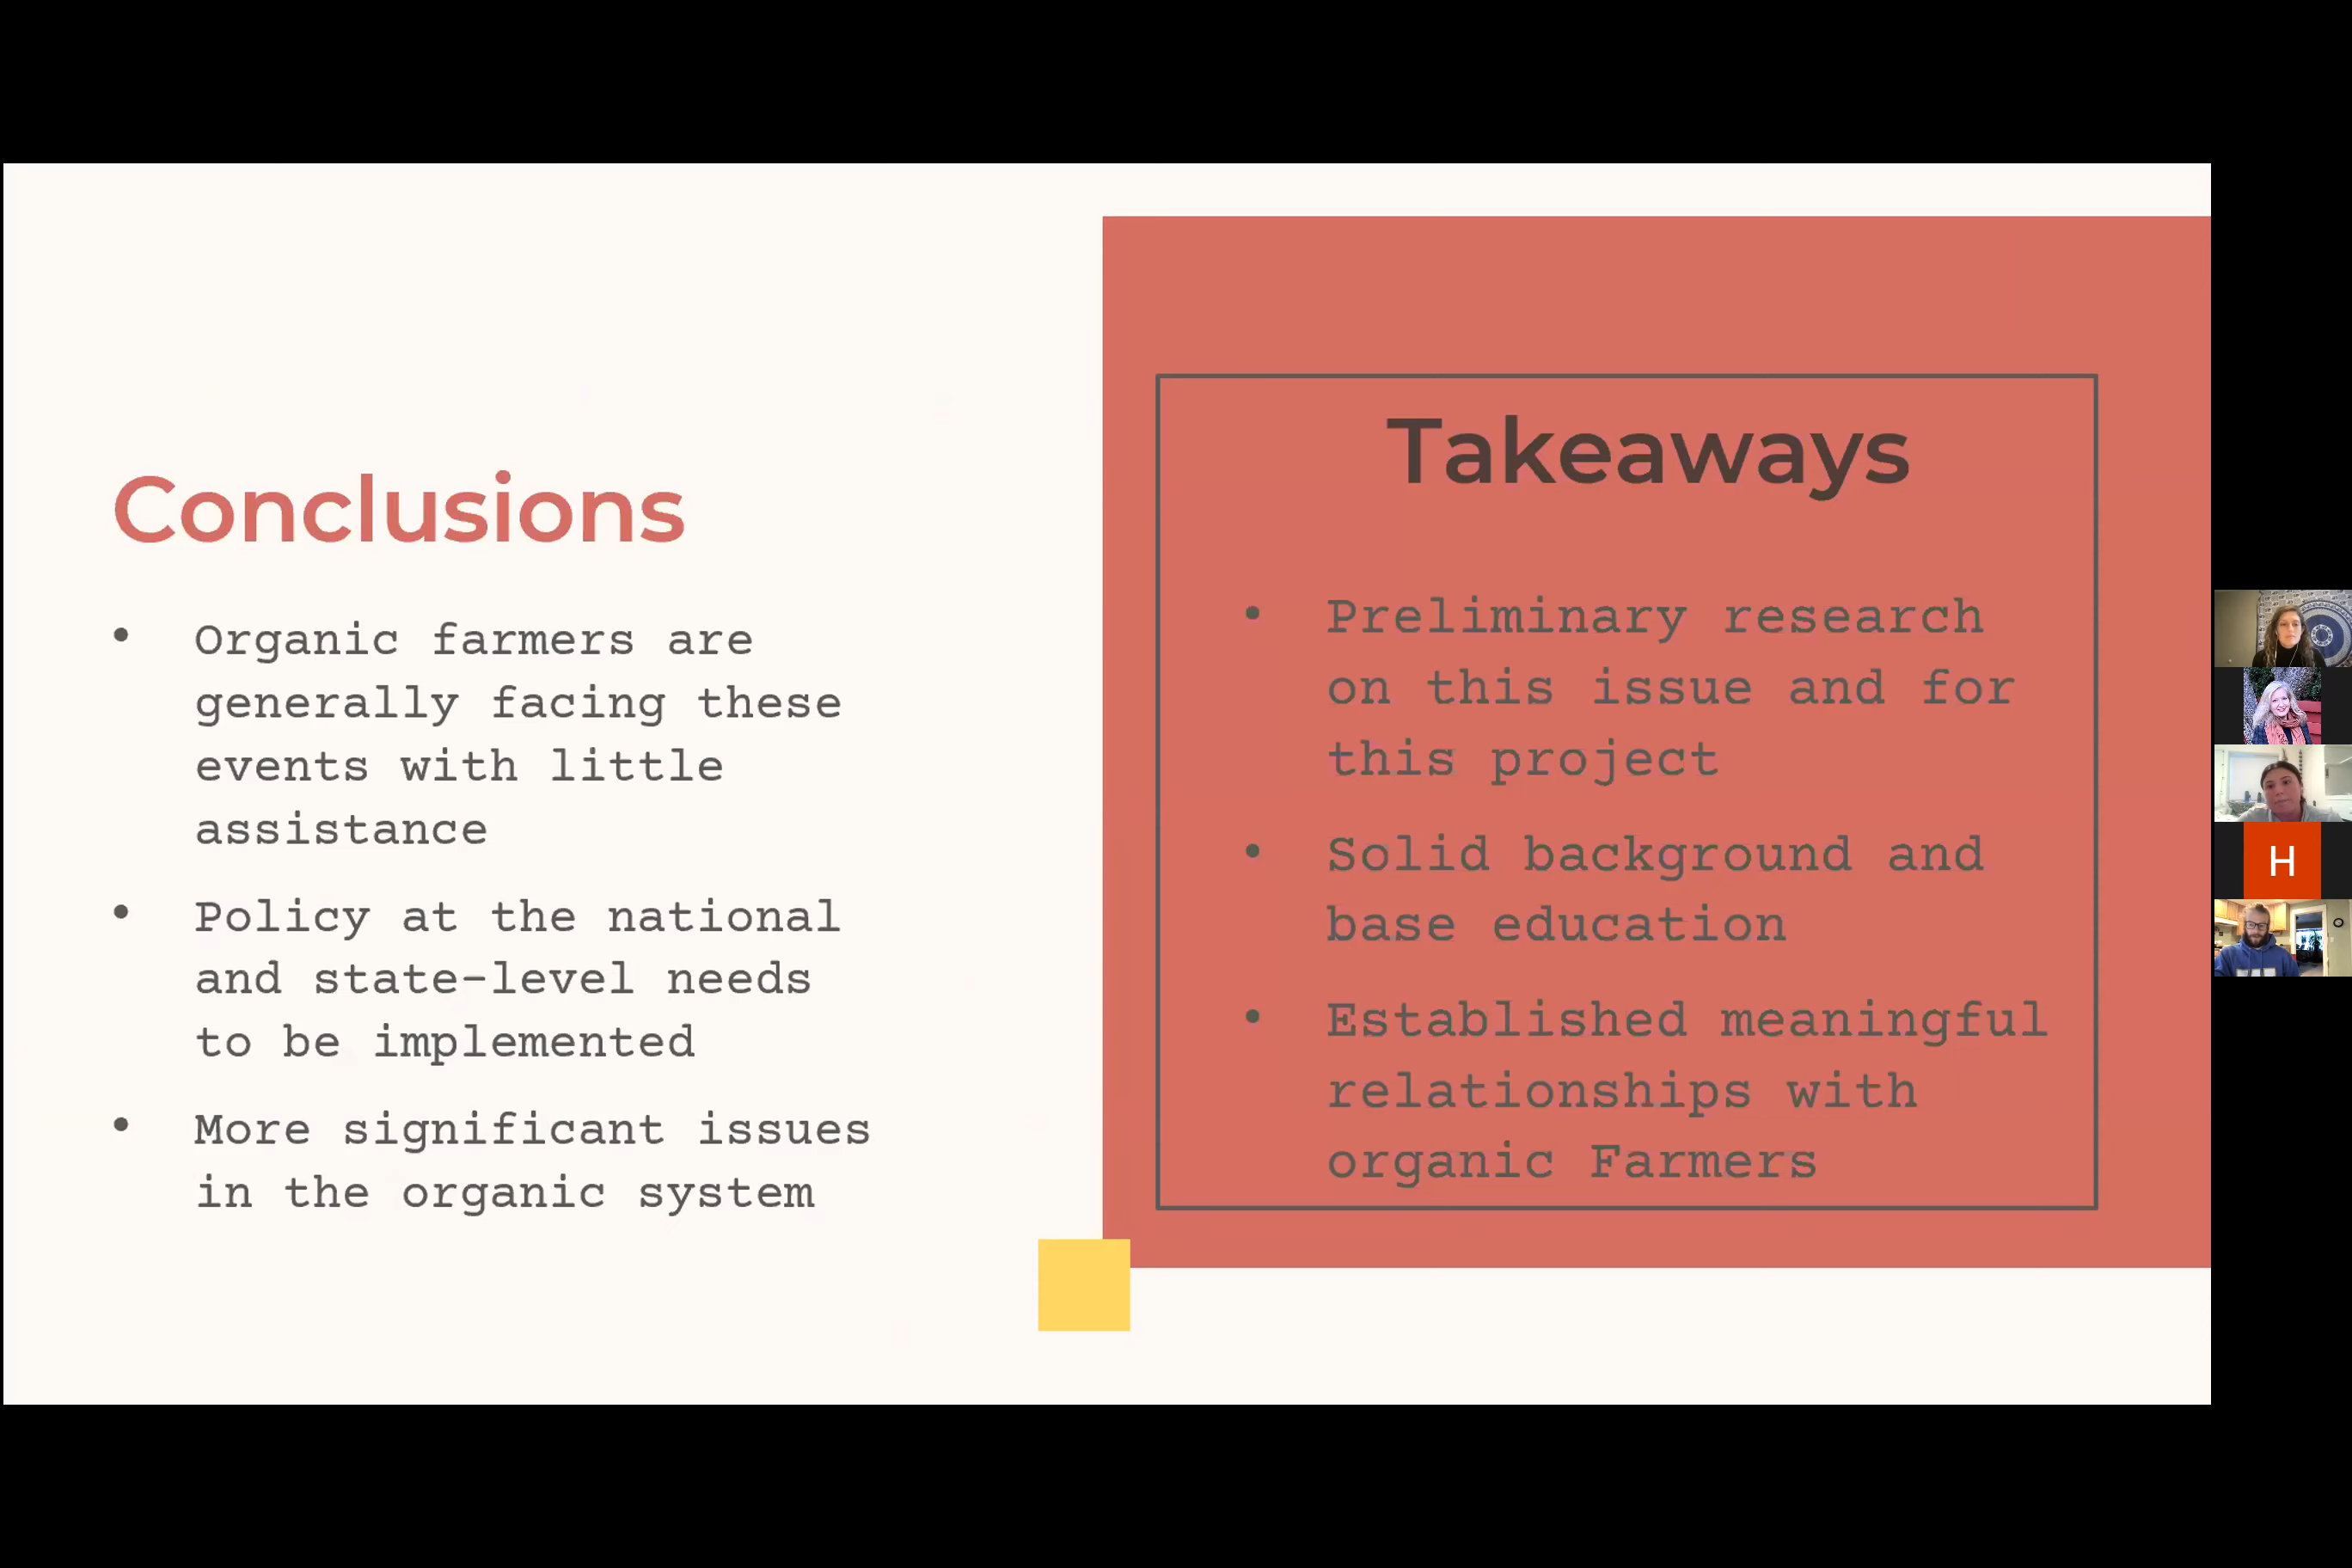 Conclusions
• Organic farmers are
generally facing these
events with little
assistance
• Policy at the national
and state-level needs
to be implemented
• More significant issues
in the organic system
Takeaways
• Preliminary research
on this issue and for
this project
• Solid background and
base education
• Established meaningful
relationships with
organic Farmers
H